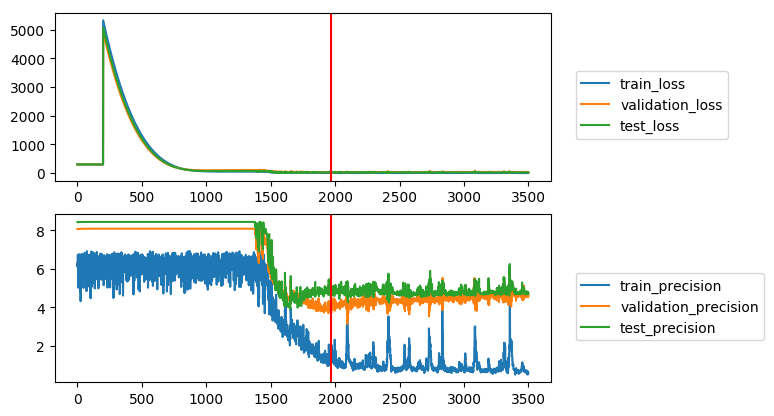 5000
4000
3000
2000
1000
0
0 500 1000 1500 2000 2500 3000 3500
train_loss
validation_loss
test_loss
8
6
4
2
0 500 1000 1500 2000 2500 3000 3500
train_precision
validation_precision
test_precision